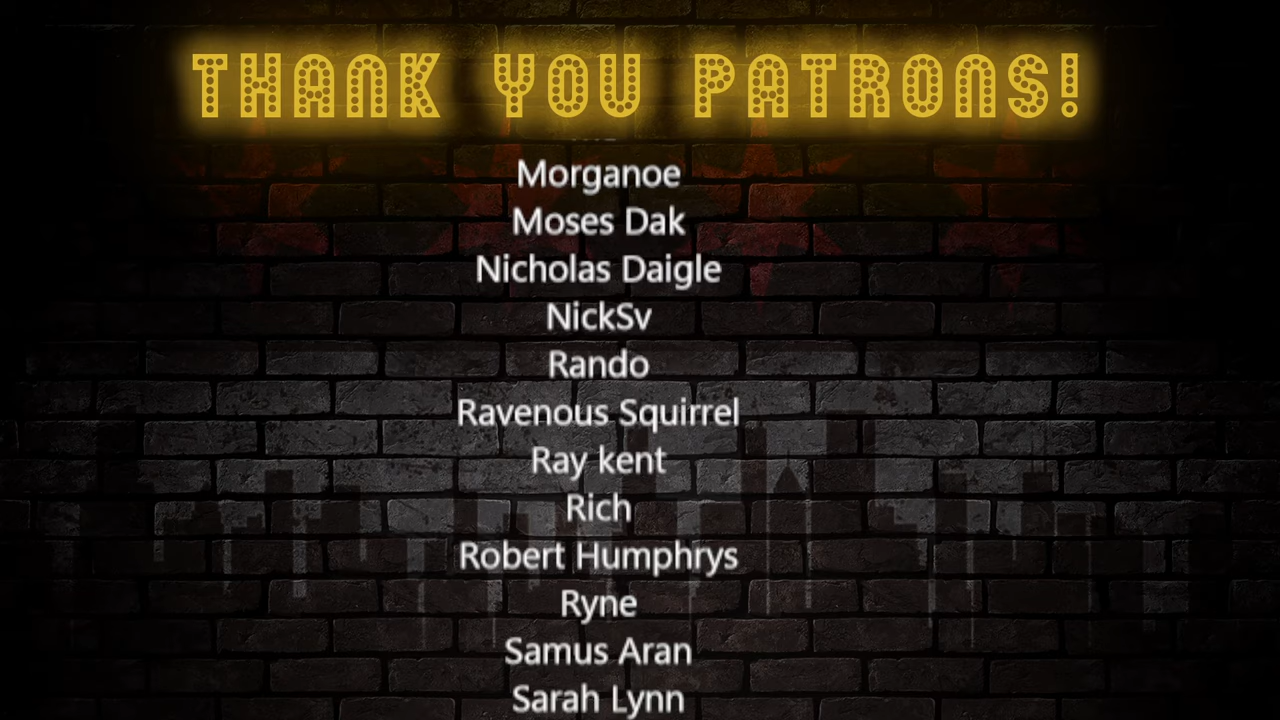 THANK YOU PATRONS!
Morganoe
Moses Dak
Nicholas Daigle
NickSv
Rando
Ravenous Squirrel
Ray kent
Rich
Robert Humphrys
Ryne
Samus Aran
Sarah Lynn